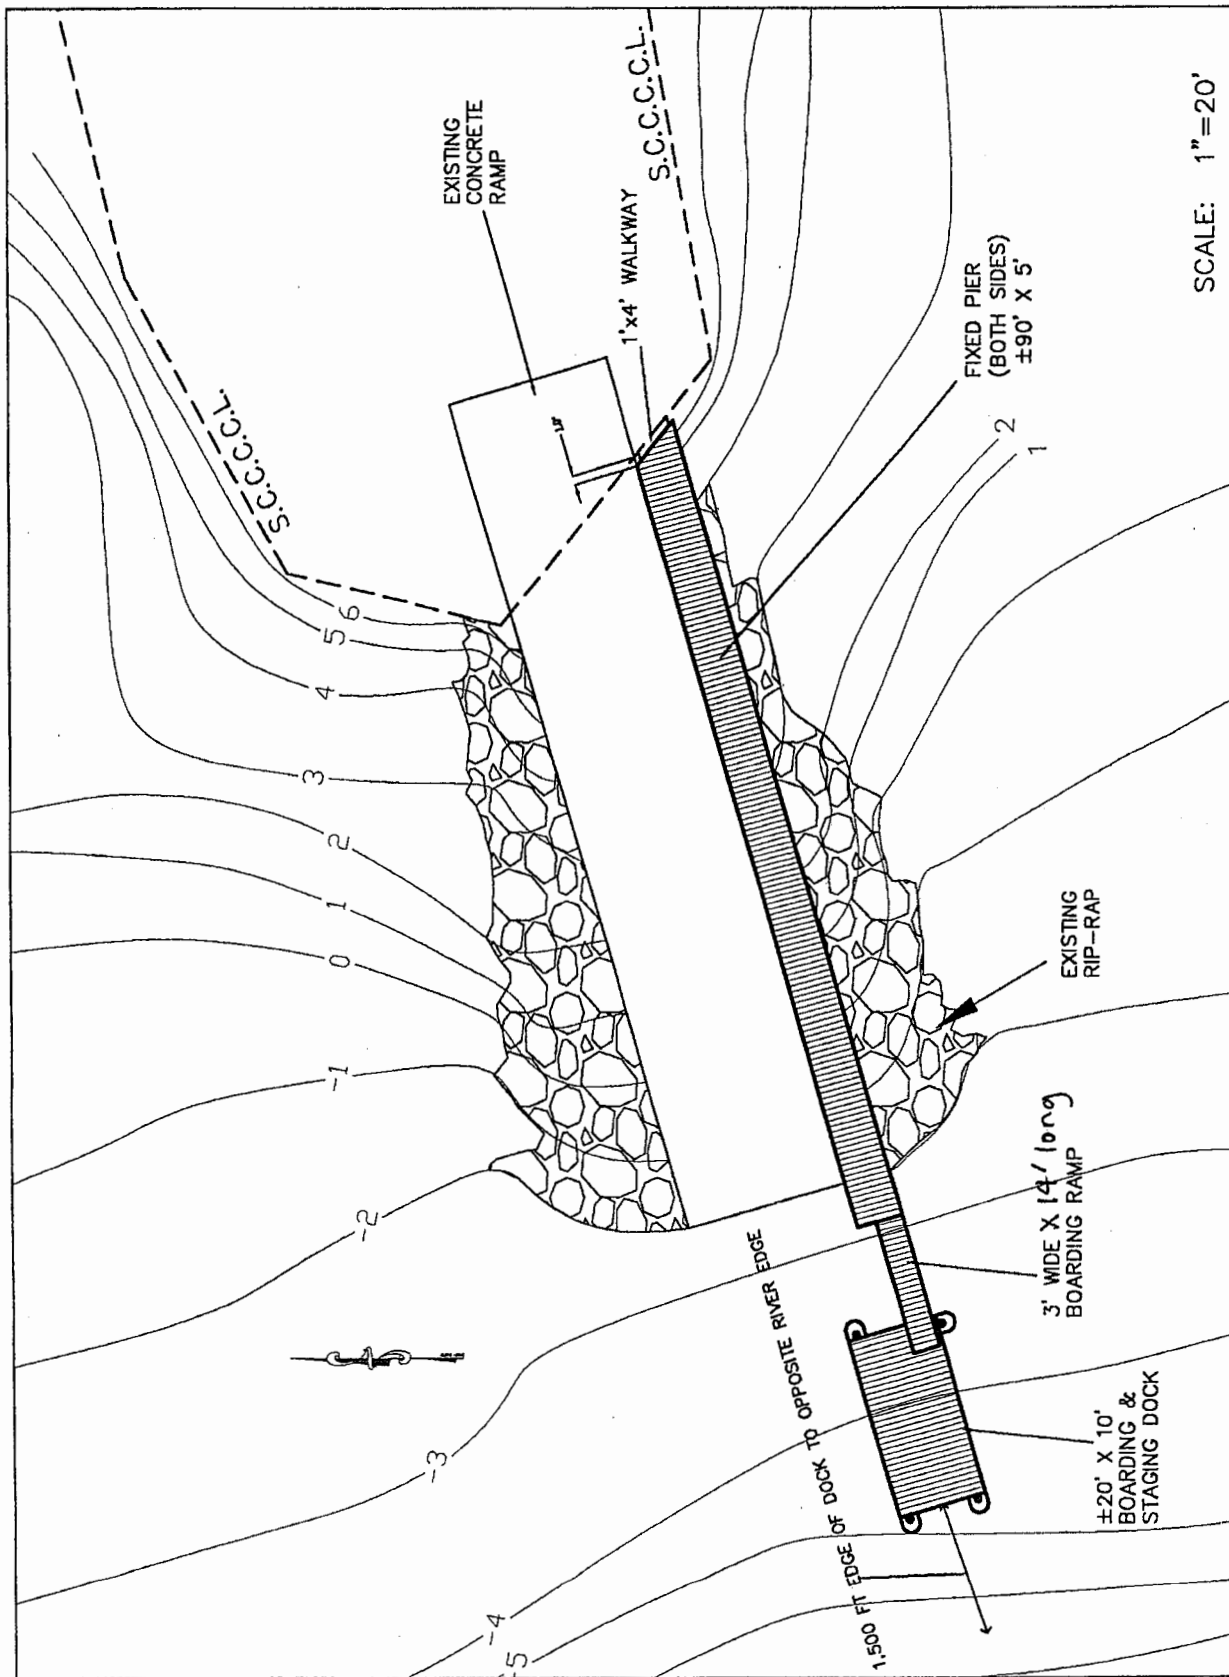 S.C.C.C.C.L.
S.C.C.C.C.L.
EXISTING
CONCRETE
RAMP
1'x4' WALKWAY
FIXED PIER
(BOTH SIDES)
±90' X 5'
SCALE: 1"=20'
6
5
4
3
2
1
0
-1
-2
-3
-4
-5
2
1
EXISTING
RIP-RAP
3' WIDE X 14' long
BOARDING RAMP
±20' X 10'
BOARDING &
STAGING DOCK
1,500 FT EDGE OF DOCK TO OPPOSITE RIVER EDGE